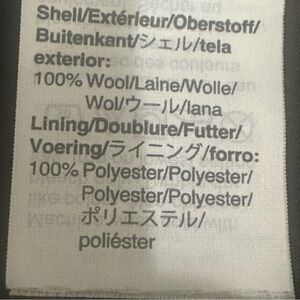 Shell/Extérieur/Oberstoff/
Buitenkant/シェル/tela
exterior:
100% Wool/Laine/Wolle/
Wol/ウール/lana
Lining/Doublure/Futter/
Voering/ライニング/forro:
100% Polyester/Polyester/
Polyester/Polyester/
ポリエステル/
poliéster